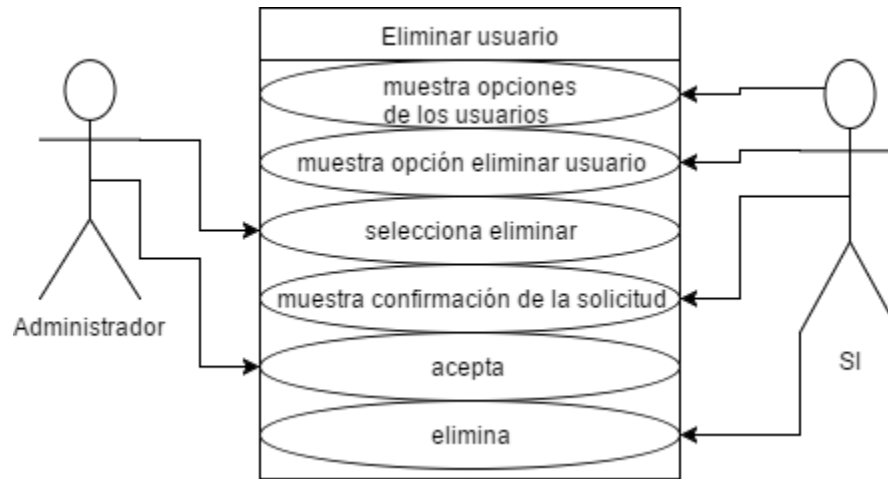 Eliminar usuario
muestra opciones
de los usuarios
muestra opción eliminar usuario
selecciona eliminar
muestra confirmación de la solicitud
Administrador
acepta
SI
elimina